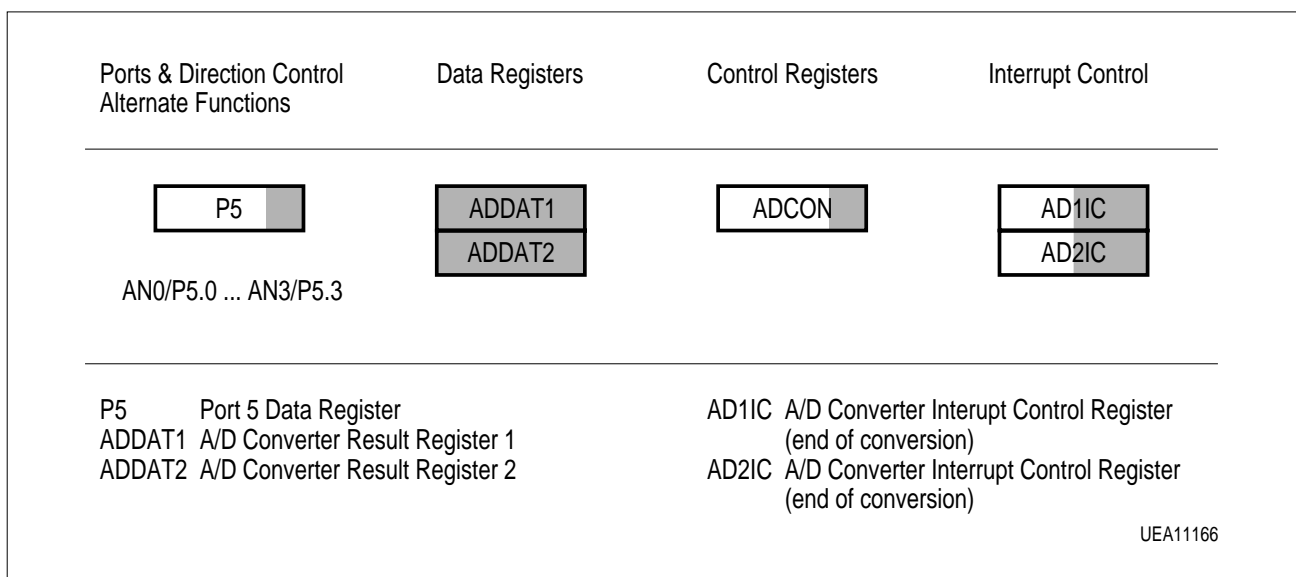 Ports & Direction Control
Alternate Functions
Data Registers
Control Registers
Interrupt Control
P5
ADDAT1
ADDAT2
ADCON
AD1IC
AD2IC
AN0/P5.0 ... AN3/P5.3
P5 Port 5 Data Register
ADDAT1 A/D Converter Result Register 1
ADDAT2 A/D Converter Result Register 2
AD1IC A/D Converter Interupt Control Register
(end of conversion)
AD2IC A/D Converter Interrupt Control Register
(end of conversion)
UEA11166